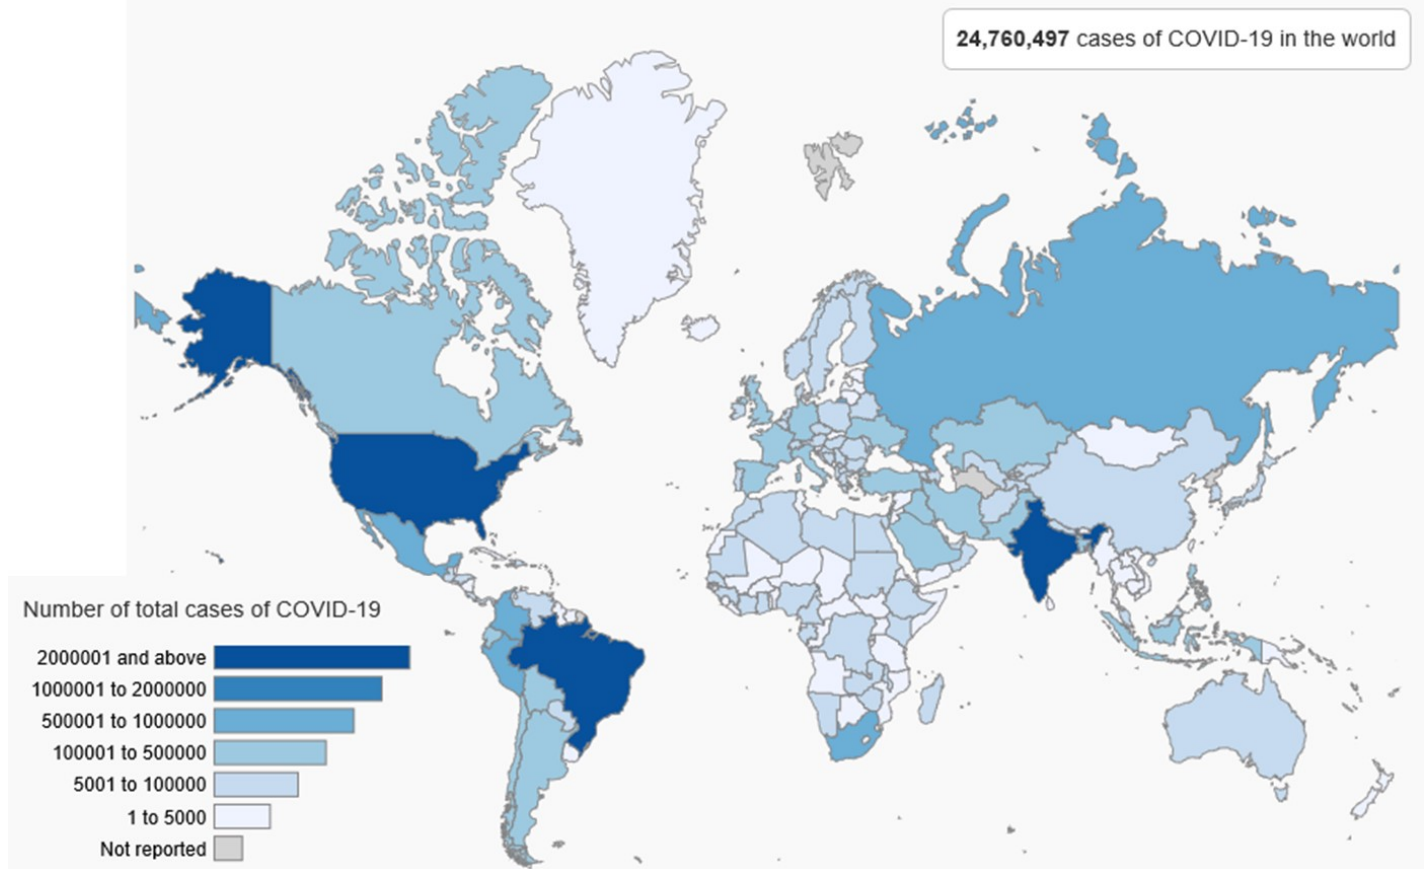 24,760,497 cases of COVID-19 in the world
Number of total cases of COVID-19
2000001 and above
1000001 to 2000000
500001 to 1000000
100001 to 500000
5001 to 100000
1 to 5000
Not reported